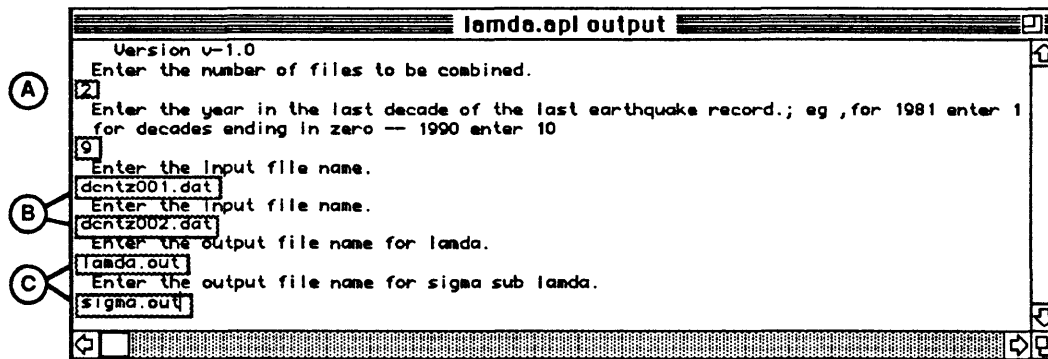 lamda.apl output
Version v-1.0
Enter the number of files to be combined.
A
2
Enter the year in the last decade of the last earthquake record.; eg ,for 1981 enter 1
for decades ending in zero -- 1990 enter 10
9
Enter the input file name.
dcntz001.dat
B
Enter the input file name.
dcntz002.dat
Enter the output file name for lamda.
lamda.out
C
Enter the output file name for sigma sub lamda.
sigma.out